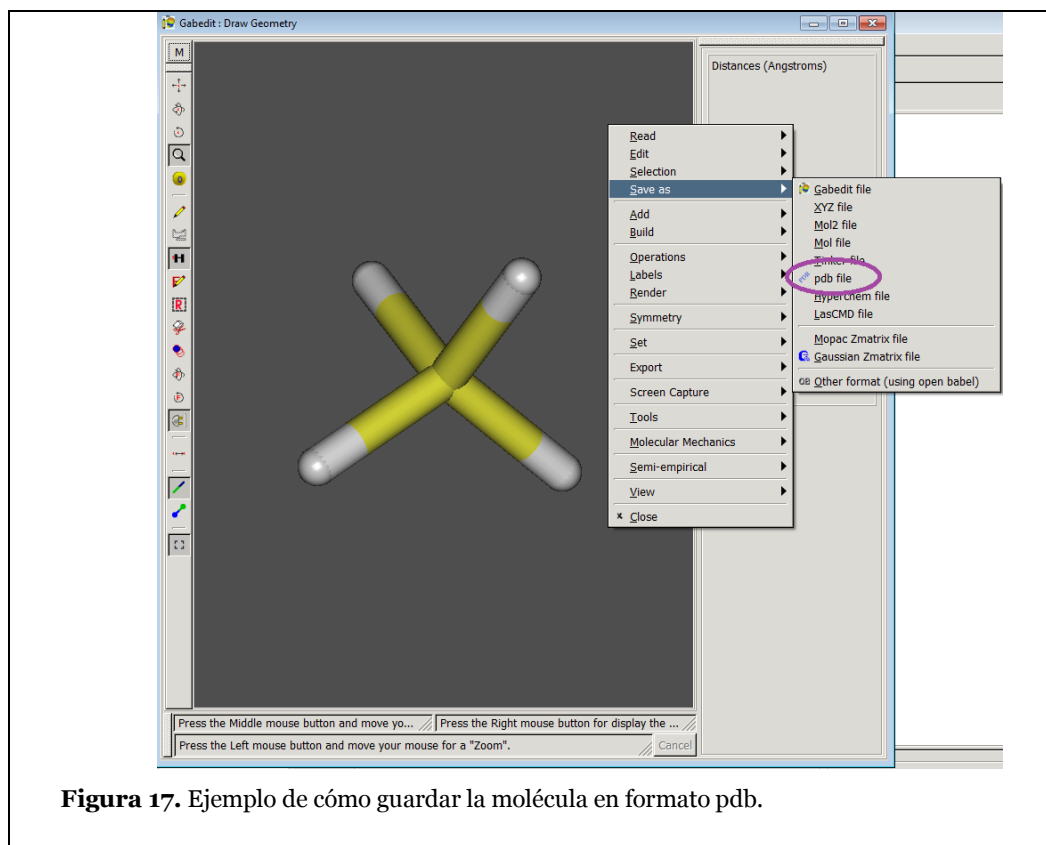 Gabedit : Draw Geometry
M
Distances (Angstroms)
H
R
F
Read
Edit
Selection
Save as
Add
Build
Operations
Labels
Render
Symmetry
Set
Export
Screen Capture
Tools
Molecular Mechanics
Semi-empirical
View
x Close
Gabedit file
XYZ file
Mol2 file
Mol file
Tinker file
PDB pdb file
Hyperchem file
LasCMD file
Mopac Zmatrix file
Gaussian Zmatrix file
OB Other format (using open babel)
Press the Middle mouse button and move yo... Press the Right mouse button for display the ...
Press the Left mouse button and move your mouse for a "Zoom". Cancel
Figura 17. Ejemplo de cómo guardar la molécula en formato pdb.